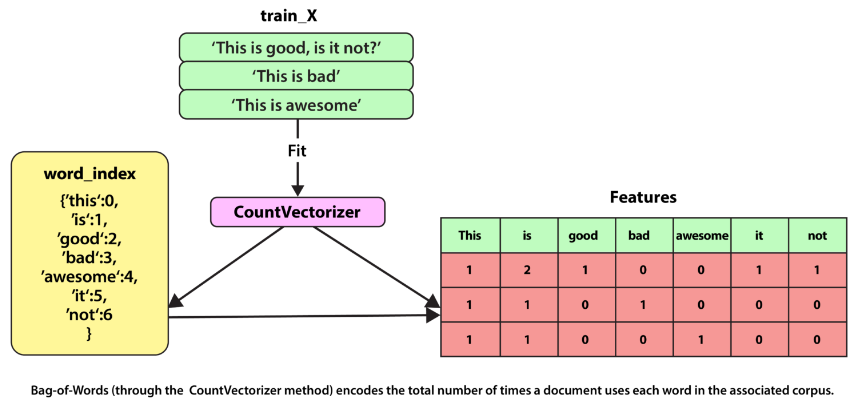 train_X
‘This is good, is it not?’
‘This is bad’
‘This is awesome’
Fit
word_index
{’this‘:0,
’is‘:1,
’good‘:2,
’bad‘:3,
’awesome‘:4,
’it‘:5,
’not‘:6
}
CountVectorizer
Features
This is good bad awesome it not
1 2 1 0 0 1 1
1 1 0 1 0 0 0
1 1 0 0 1 0 0
Bag-of-Words (through the CountVectorizer method) encodes the total number of times a document uses each word in the associated corpus.